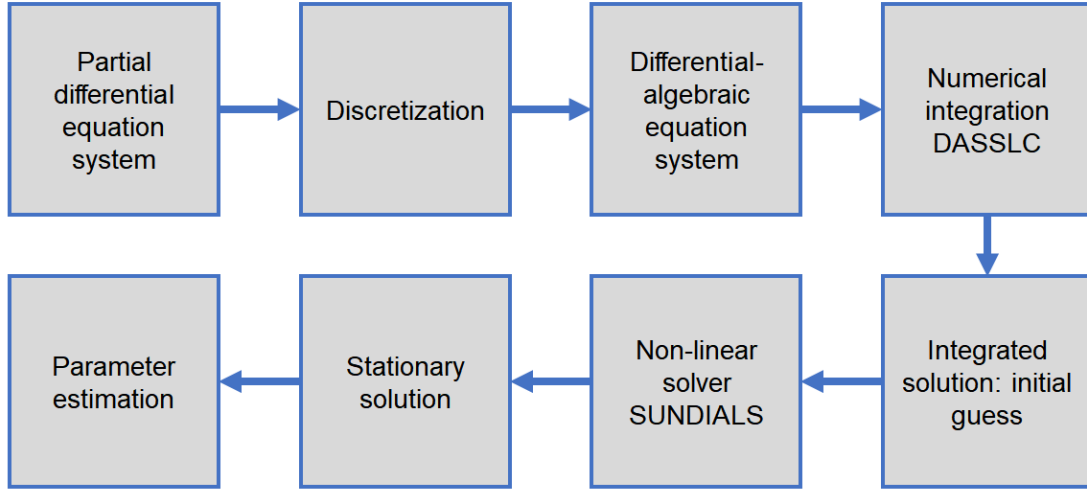 Partial
differential
equation
system
Discretization
Differential-
algebraic
equation
system
Numerical
integration
DASSLC
Integrated
solution: initial
guess
Non-linear
solver
SUNDIALS
Stationary
solution
Parameter
estimation